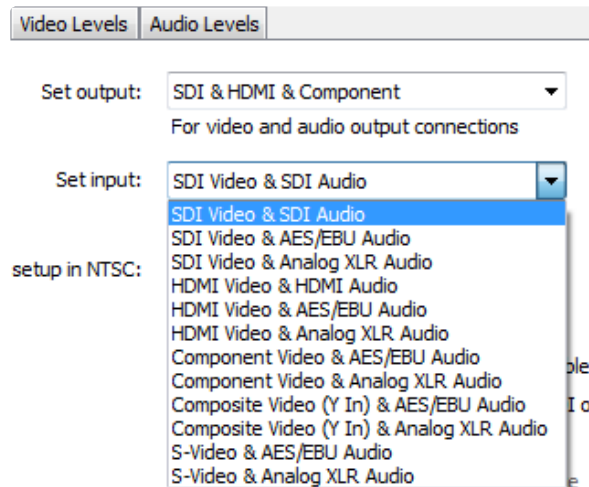 Video Levels Audio Levels
Set output: SDI & HDMI & Component
For video and audio output connections
Set input: SDI Video & SDI Audio
SDI Video & SDI Audio
SDI Video & AES/EBU Audio
setup in NTSC: SDI Video & Analog XLR Audio
HDMI Video & HDMI Audio
HDMI Video & AES/EBU Audio
HDMI Video & Analog XLR Audio
Component Video & AES/EBU Audio
Component Video & Analog XLR Audio
Composite Video (Y In) & AES/EBU Audio
Composite Video (Y In) & Analog XLR Audio
S-Video & AES/EBU Audio
S-Video & Analog XLR Audio